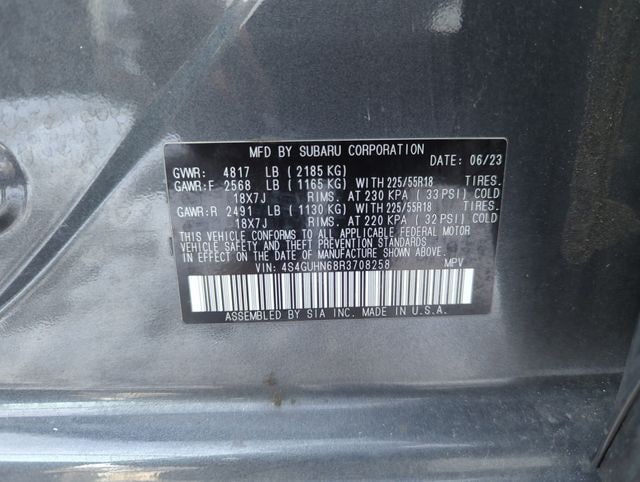 MFD BY SUBARU CORPORATION
DATE: 06/23
GVWR: 4817 LB (2185 KG)
GAWR:F 2568 LB (1165 KG) WITH 225/55R18 TIRES.
18X7J RIMS. AT 230 KPA (33 PSI) COLD
GAWR:R 2491 LB (1130 KG) WITH 225/55R18 TIRES.
18X7J RIMS. AT 220 KPA (32 PSI) COLD
THIS VEHICLE CONFORMS TO ALL APPLICABLE FEDERAL MOTOR
VEHICLE SAFETY AND THEFT PREVENTION STANDARDS
IN EFFECT ON THE DATE OF MANUFACTURE SHOWN ABOVE.
VIN: 4S4GUHN68R3708258 MPV
ASSEMBLED BY SIA INC. MADE IN U.S.A.